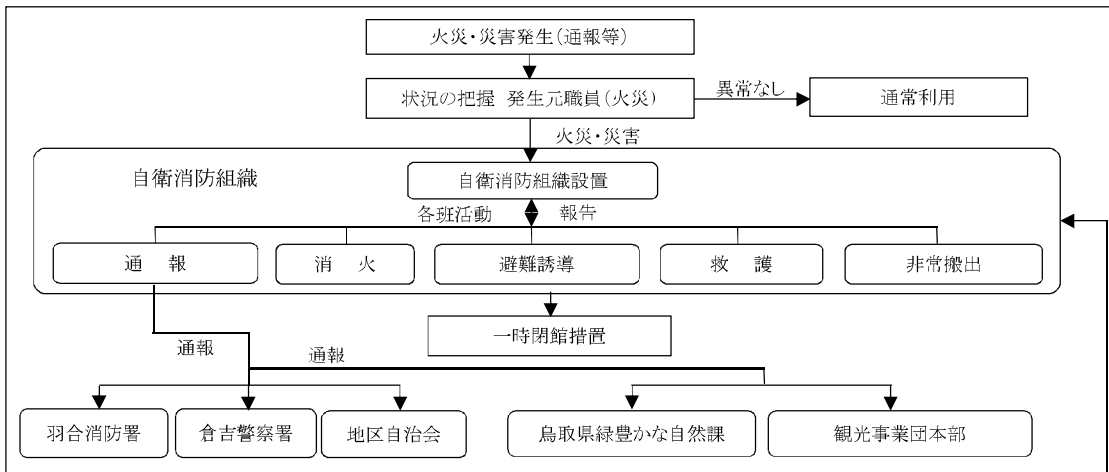 火災・災害発生(通報等)
状況の把握 発生元職員(火災)
異常なし
通常利用
火災・災害
自衛消防組織
自衛消防組織設置
各班活動
報告
通　報
消　火
避難誘導
救　護
非常搬出
一時閉館措置
通報
通報
羽合消防署
倉吉警察署
地区自治会
鳥取県緑豊かな自然課
観光事業団本部